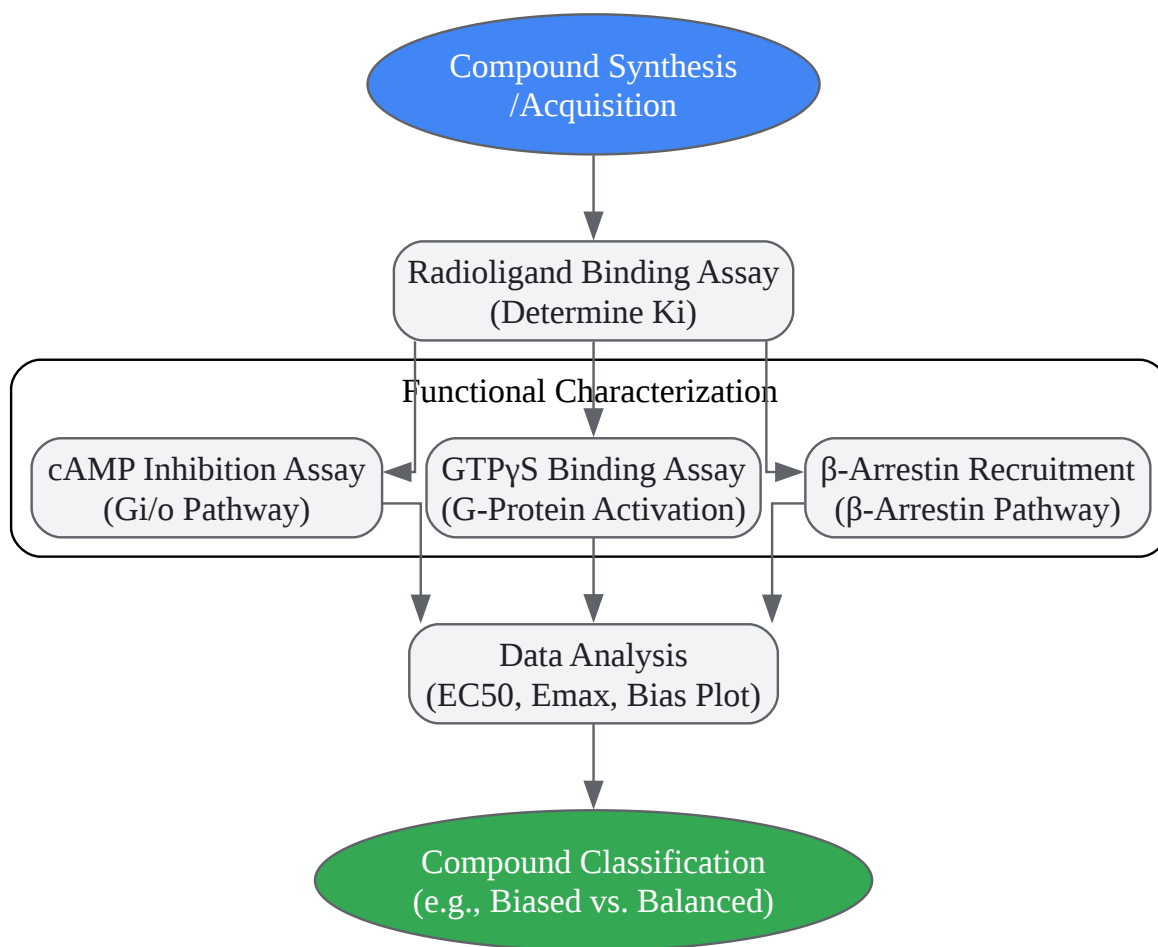 Compound Synthesis
/Acquisition
Radioligand Binding Assay
(Determine Ki)
Functional Characterization
cAMP Inhibition Assay
(Gi/o Pathway)
GTPγS Binding Assay
(G-Protein Activation)
β-Arrestin Recruitment
(β-Arrestin Pathway)
Data Analysis
(EC50, Emax, Bias Plot)
Compound Classification
(e.g., Biased vs. Balanced)